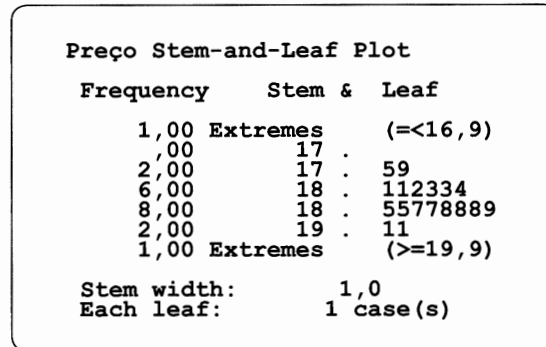 Preço Stem-and-Leaf Plot
Frequency Stem & Leaf
1,00 Extremes (=<16,9)
,00 17 .
2,00 17 . 59
6,00 18 . 112334
8,00 18 . 55778889
2,00 19 . 11
1,00 Extremes (>=19,9)
Stem width: 1,0
Each leaf: 1 case(s)